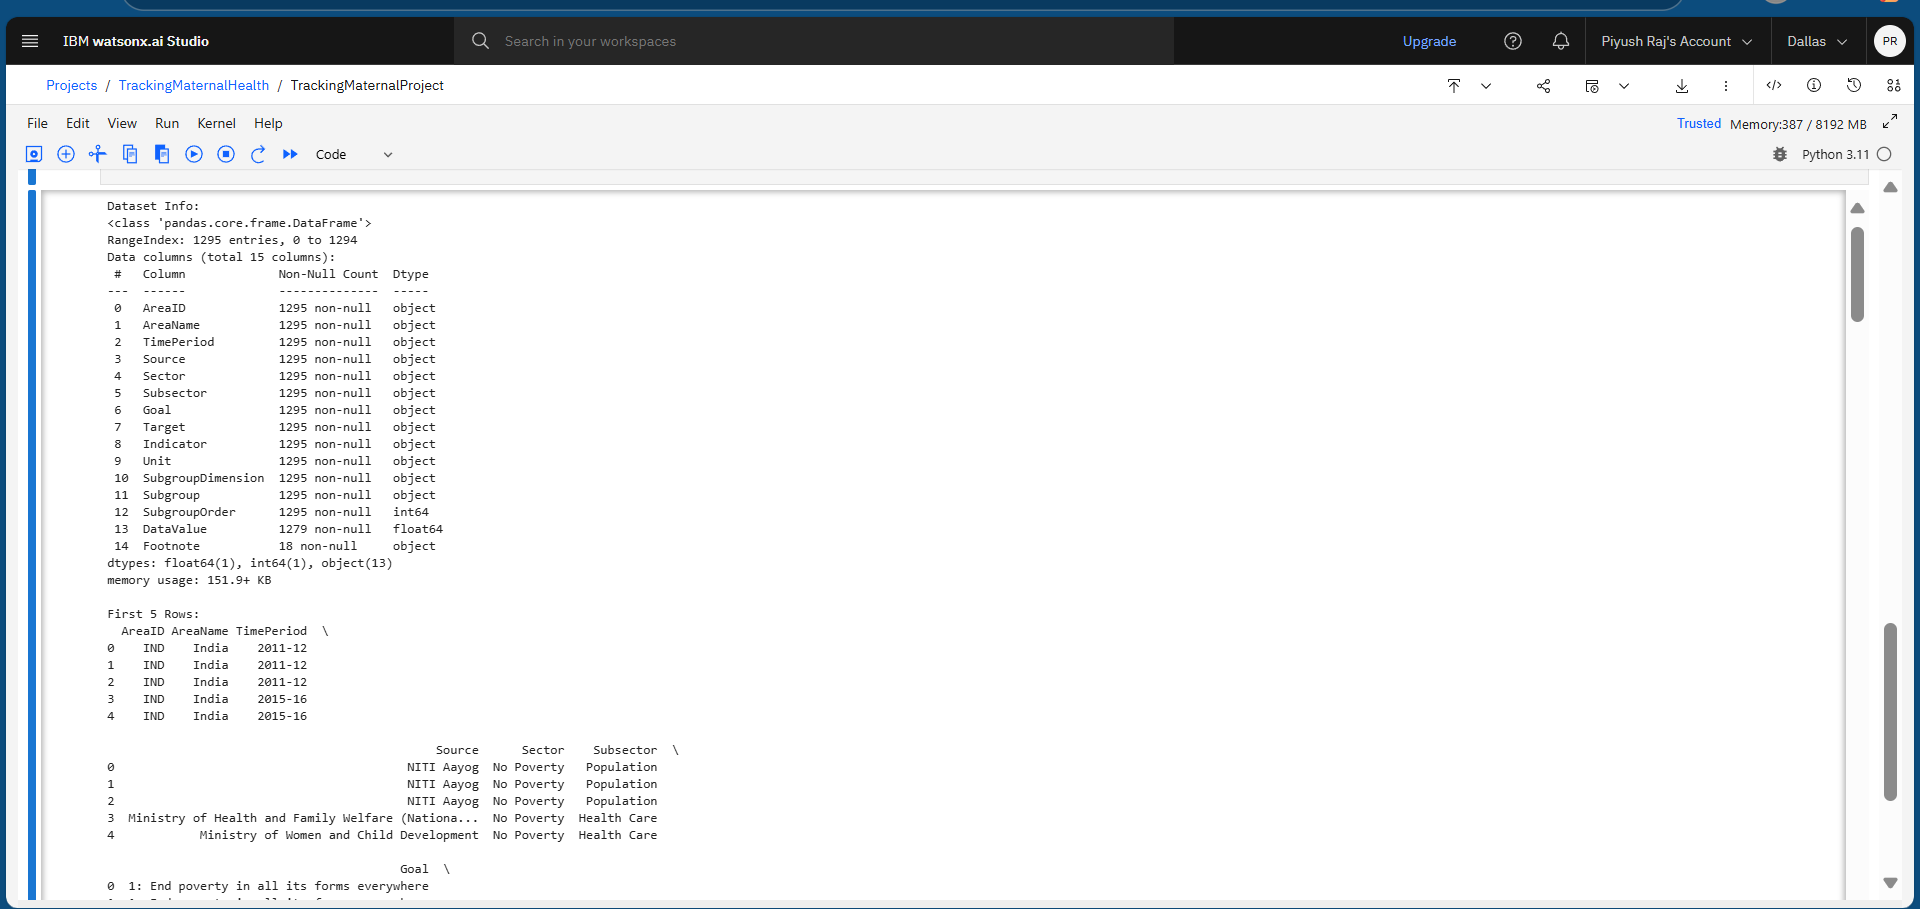 IBM watsonx.ai Studio
Search in your workspaces
Upgrade
Piyush Raj's Account
Dallas
PR
Projects / TrackingMaternalHealth / TrackingMaternalProject
File Edit View Run Kernel Help
Trusted Memory:387 / 8192 MB
Code
Python 3.11
Dataset Info:
<class 'pandas.core.frame.DataFrame'>
RangeIndex: 1295 entries, 0 to 1294
Data columns (total 15 columns):
 #   Column             Non-Null Count  Dtype
---  ------             --------------  -----
 0   AreaID             1295 non-null   object
 1   AreaName           1295 non-null   object
 2   TimePeriod         1295 non-null   object
 3   Source             1295 non-null   object
 4   Sector             1295 non-null   object
 5   Subsector          1295 non-null   object
 6   Goal               1295 non-null   object
 7   Target             1295 non-null   object
 8   Indicator          1295 non-null   object
 9   Unit               1295 non-null   object
 10  SubgroupDimension  1295 non-null   object
 11  Subgroup           1295 non-null   object
 12  SubgroupOrder      1295 non-null   int64
 13  DataValue          1279 non-null   float64
 14  Footnote           18 non-null     object
dtypes: float64(1), int64(1), object(13)
memory usage: 151.9+ KB
First 5 Rows:
  AreaID AreaName TimePeriod  \
0    IND    India    2011-12
1    IND    India    2011-12
2    IND    India    2011-12
3    IND    India    2015-16
4    IND    India    2015-16
Source      Sector    Subsector  \
0 NITI Aayog  No Poverty   Population
1 NITI Aayog  No Poverty   Population
2 NITI Aayog  No Poverty   Population
3  Ministry of Health and Family Welfare (Nationa...  No Poverty  Health Care
4 Ministry of Women and Child Development  No Poverty  Health Care
Goal  \
0  1: End poverty in all its forms everywhere